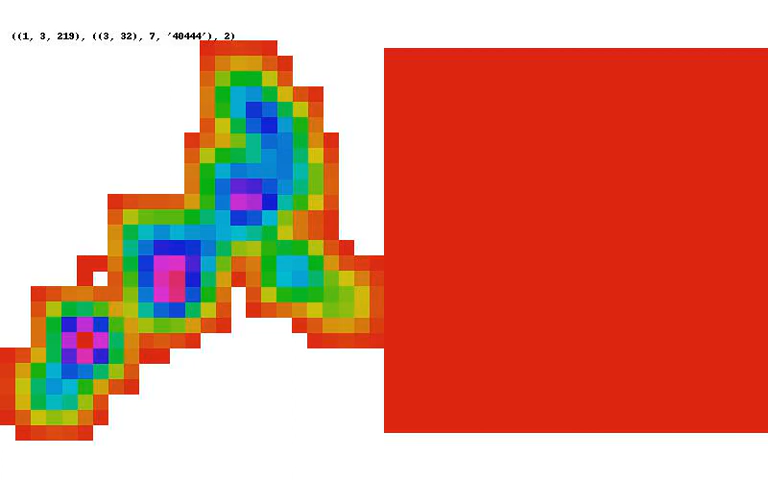 ((1, 3, 219), ((3, 32), 7, '40444'), 2)